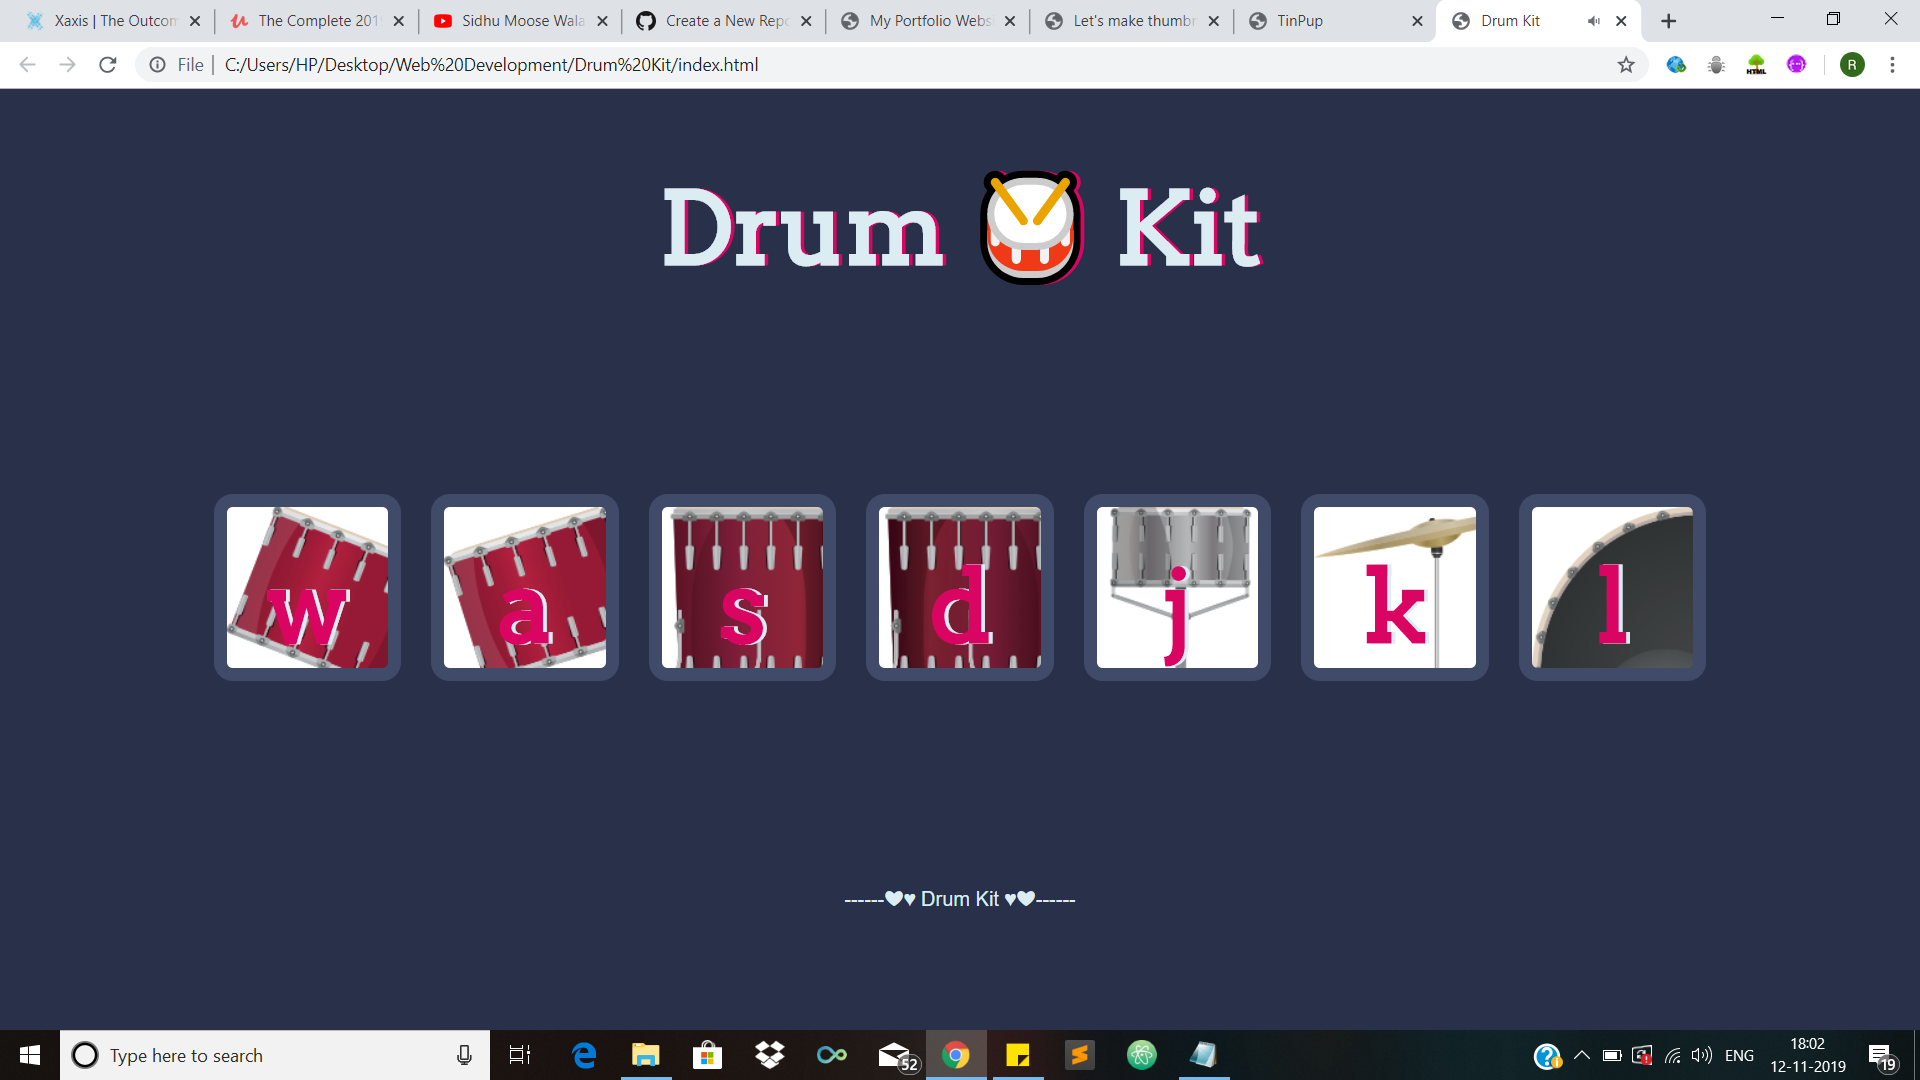 Xaxis | The Outcom
The Complete 201
Sidhu Moose Wala
Create a New Repo
My Portfolio Webs
Let's make thumbn
TinPup
Drum Kit
File | C:/Users/HP/Desktop/Web%20Development/Drum%20Kit/index.html
HTML
R
Drum Kit
w a s d j k l
------♥♥ Drum Kit ♥♥------
Type here to search
52
ENG
18:02
12-11-2019
19